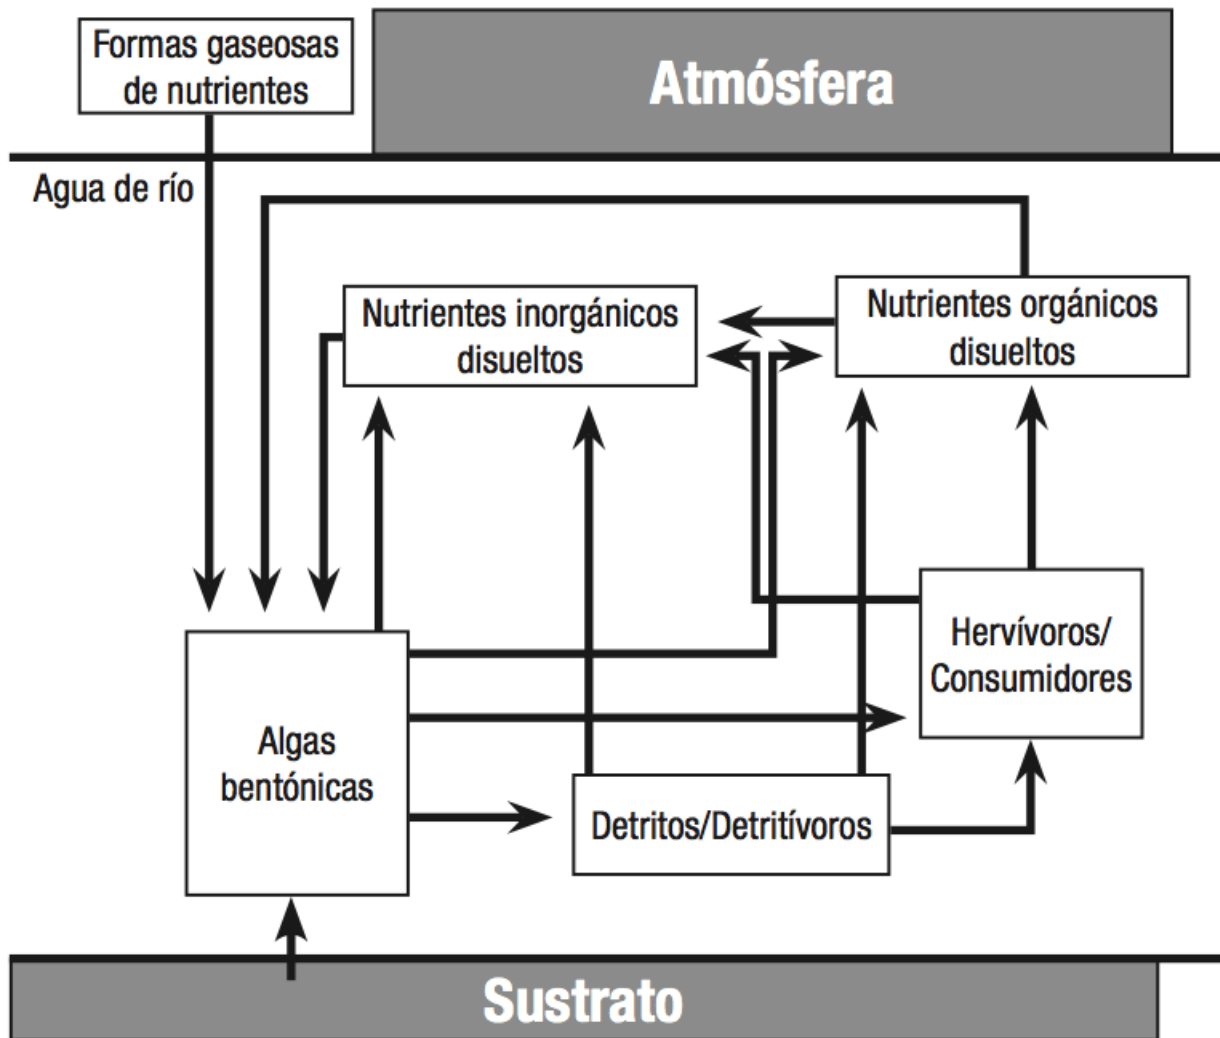 Formas gaseosas
de nutrientes
Atmósfera
Agua de río
Nutrientes inorgánicos
disueltos
Nutrientes orgánicos
disueltos
Hervívoros/
Consumidores
Algas
bentónicas
Detritos/Detritívoros
Sustrato